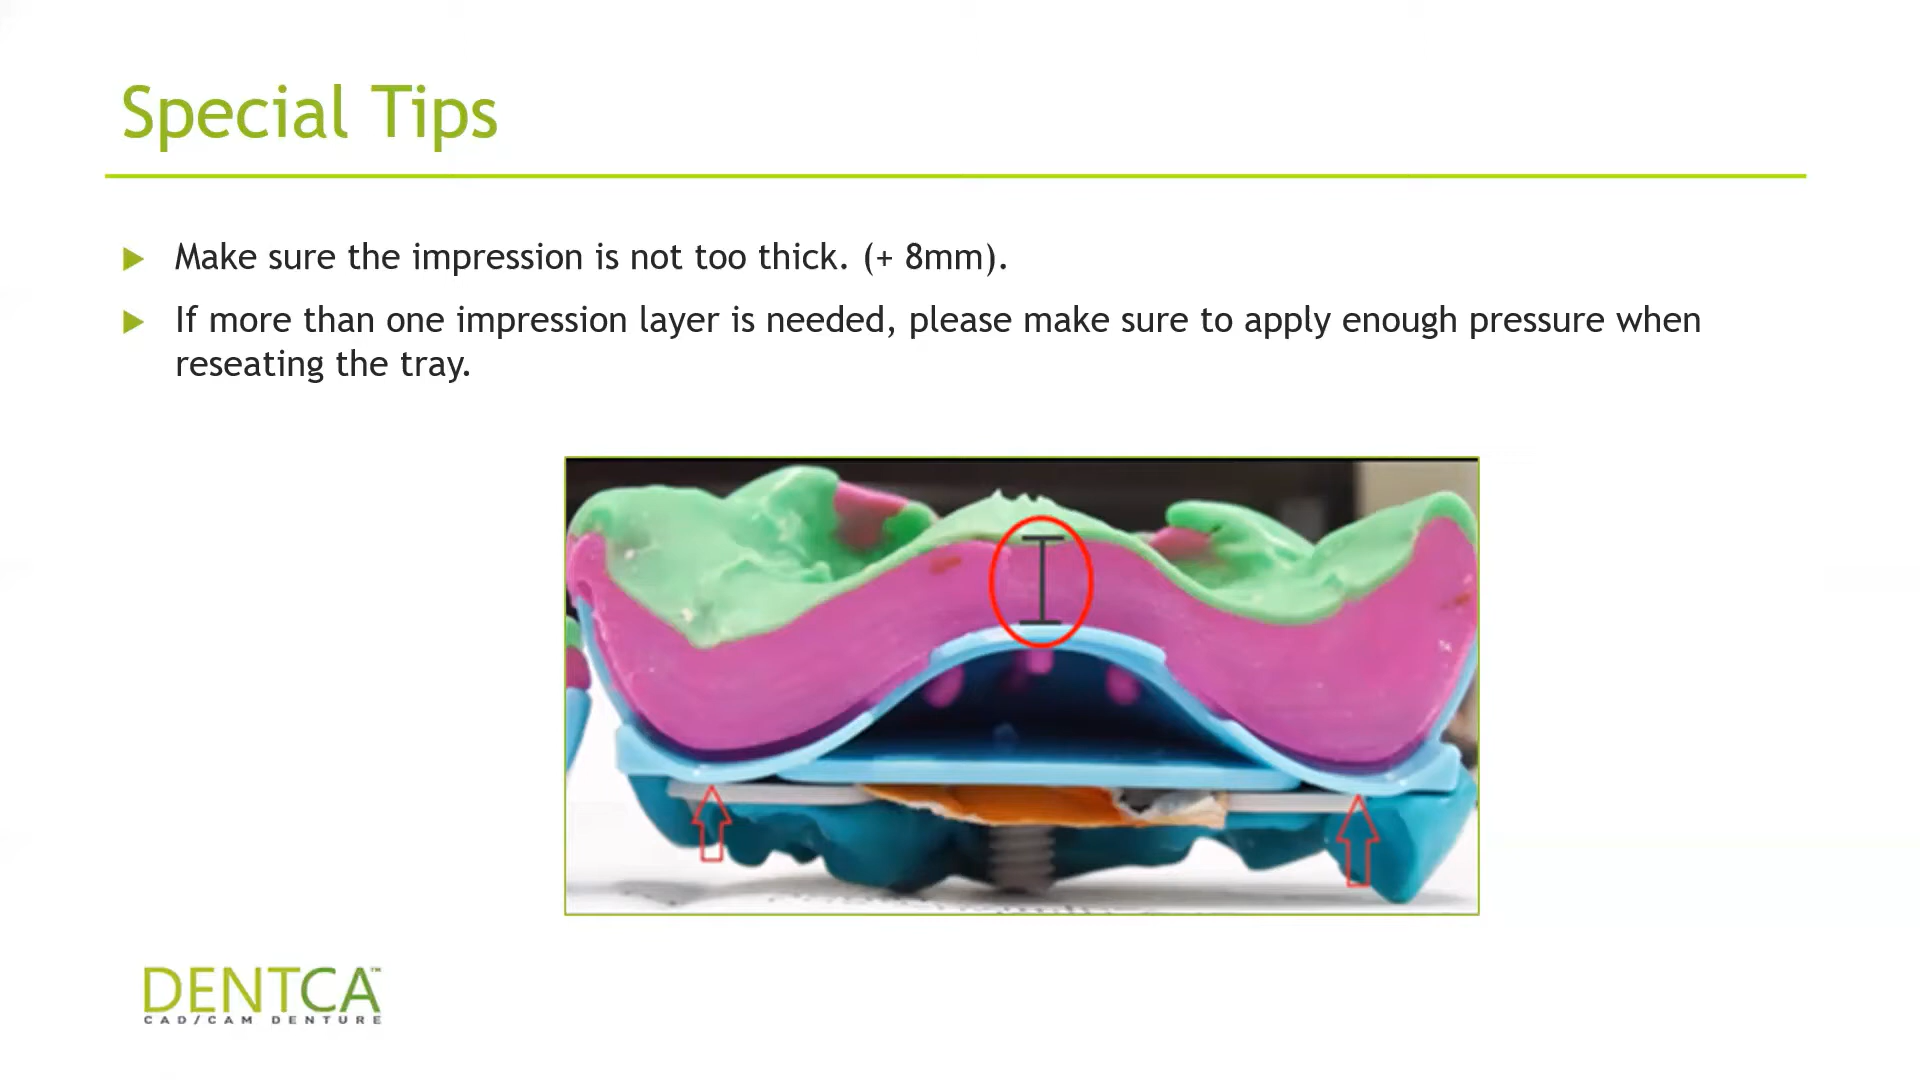 Special Tips
Make sure the impression is not too thick. (+ 8mm).
If more than one impression layer is needed, please make sure to apply enough pressure when
reseating the tray.
DENTCA™
CAD/CAM DENTURE